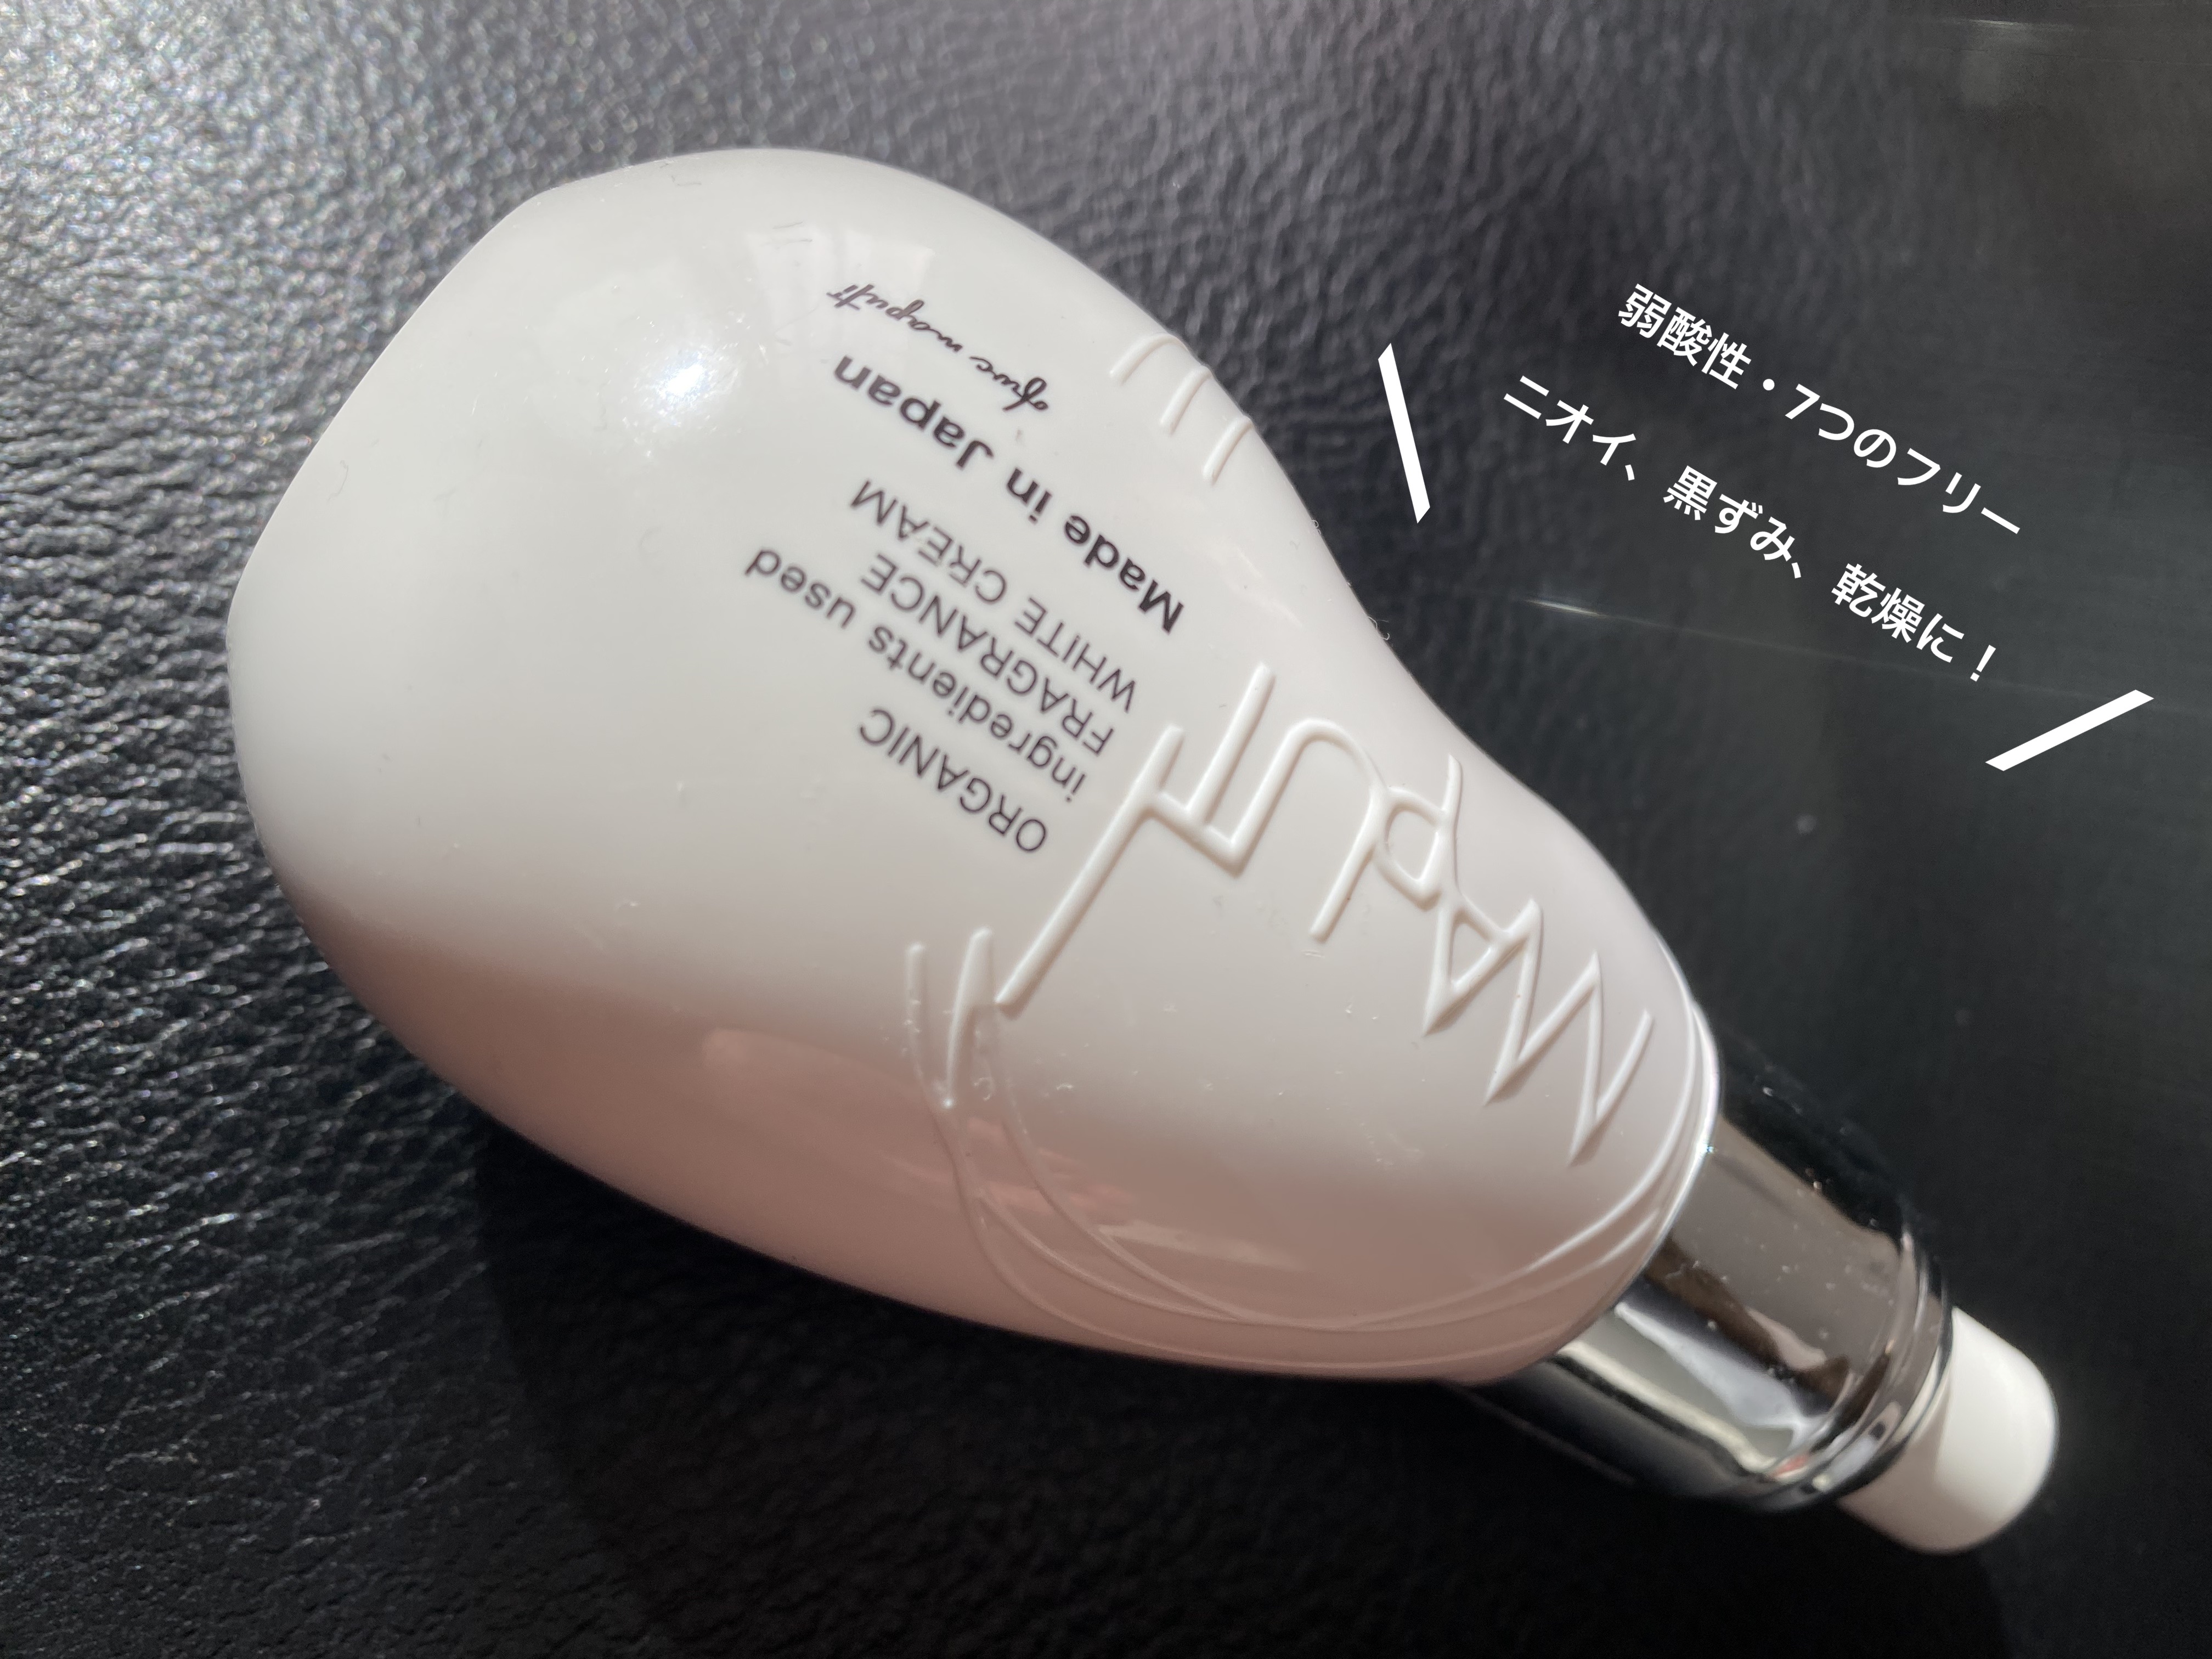 弱酸性・7つのフリー
ニオイ、黒ずみ、乾燥に！
MAPUTI
ORGANIC
ingredients used
FRAGRANCE
WHITE CREAM
Made in Japan